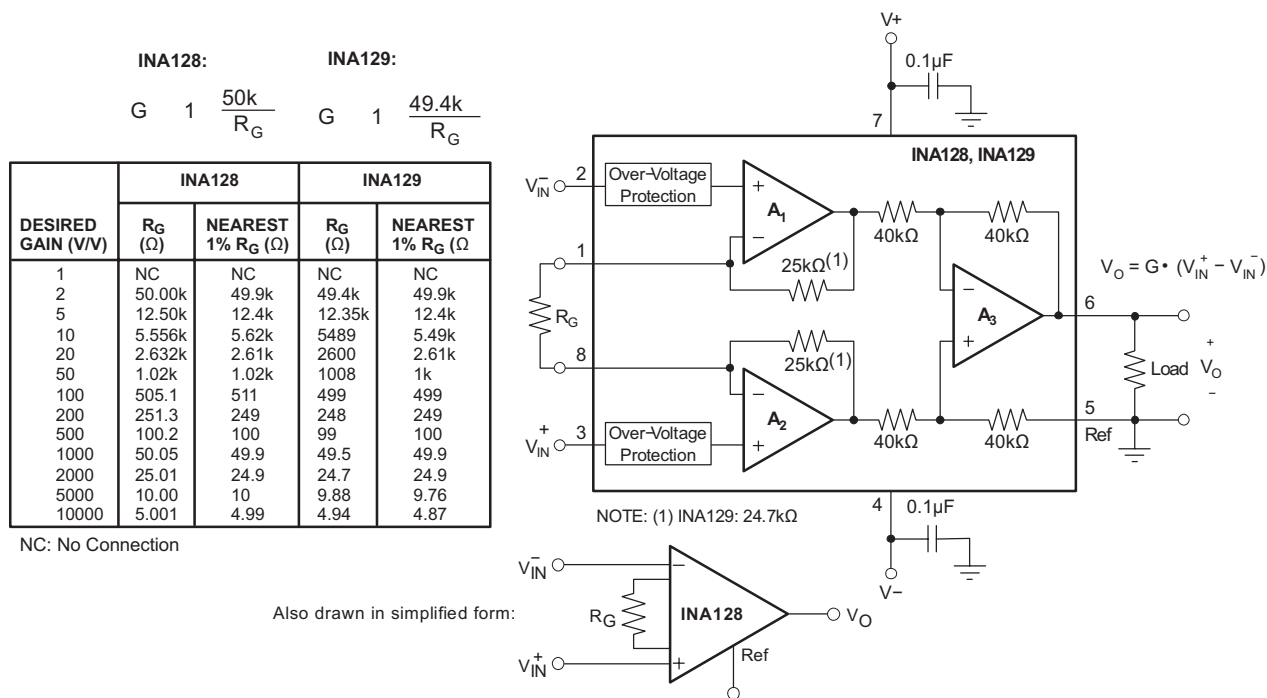 INA128: INA129:
G 1 50k
R_G
G 1 49.4k
R_G
DESIRED GAIN (V/V) | INA128 | INA129
R_G (Ω) | NEAREST 1% R_G (Ω) | R_G (Ω) | NEAREST 1% R_G (Ω
1 NC NC NC NC
2 50.00k 49.9k 49.4k 49.9k
5 12.50k 12.4k 12.35k 12.4k
10 5.556k 5.62k 5489 5.49k
20 2.632k 2.61k 2600 2.61k
50 1.02k 1.02k 1008 1k
100 505.1 511 499 499
200 251.3 249 248 249
500 100.2 100 99 100
1000 50.05 49.9 49.5 49.9
2000 25.01 24.9 24.7 24.9
5000 10.00 10 9.88 9.76
10000 5.001 4.99 4.94 4.87
NC: No Connection
V+
0.1µF
7
INA128, INA129
V_IN^− 2 Over−Voltage Protection
+
A_1
−
40kΩ 40kΩ
1
25kΩ(1)
R_G
−
A_3
+
6
V_O = G • (V_IN^+ − V_IN^−)
8
25kΩ(1)
Load
+
V_O
−
−
A_2
+
V_IN^+ 3 Over−Voltage Protection
40kΩ 40kΩ
5
Ref
NOTE: (1) INA129: 24.7kΩ
4
0.1µF
V−
Also drawn in simplified form:
V_IN^−
−
R_G
INA128
V_O
+
V_IN^+
Ref